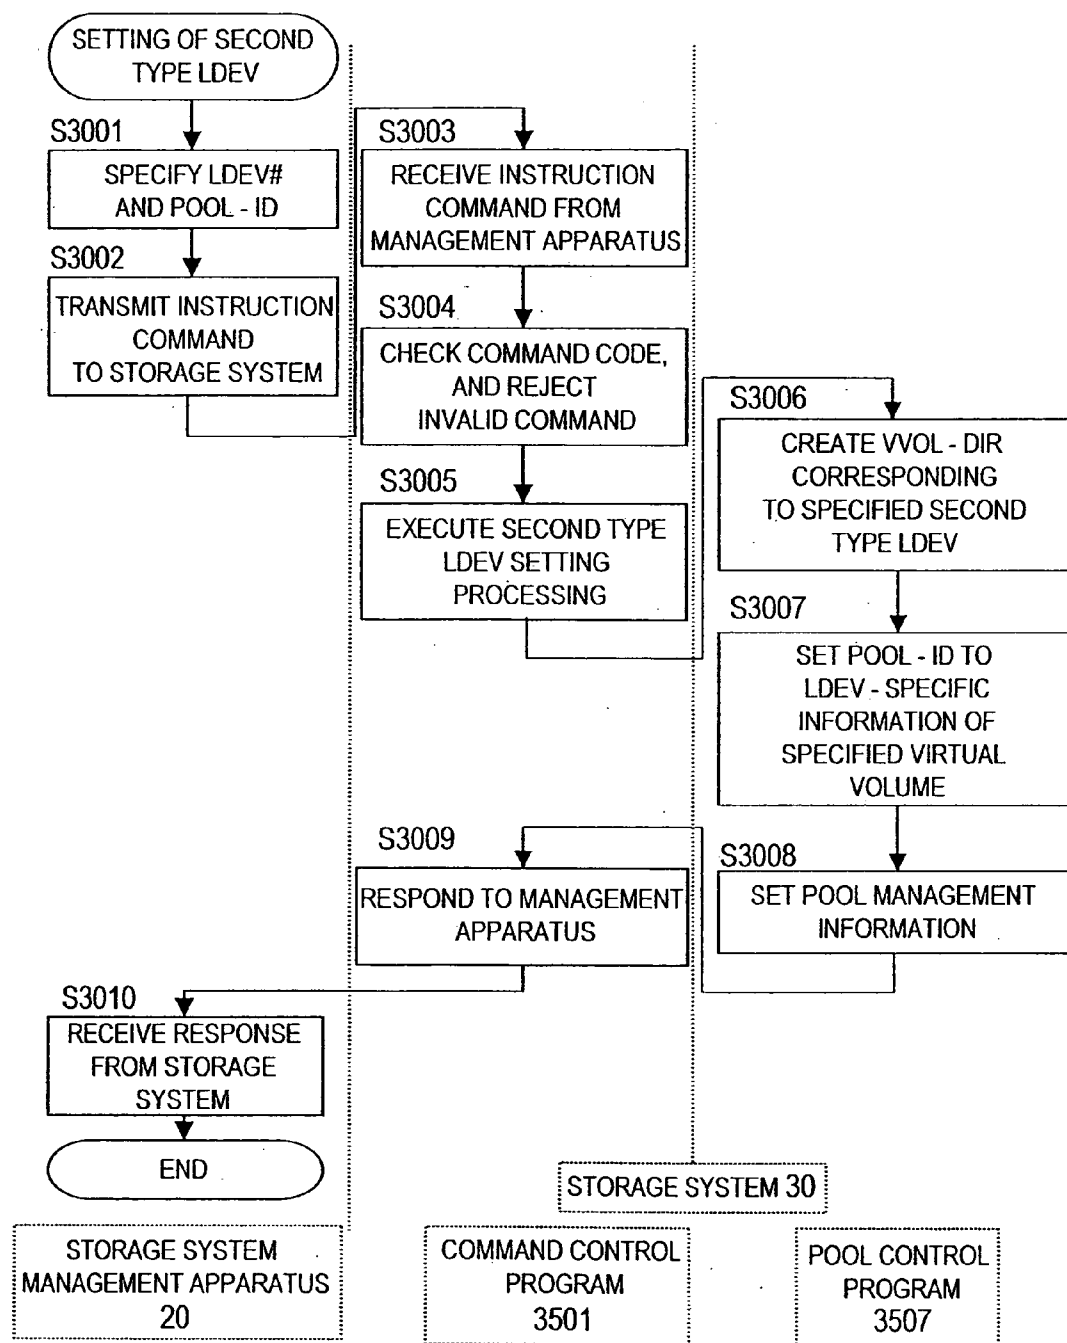 SETTING OF SECOND
TYPE LDEV
S3001
SPECIFY LDEV#
AND POOL - ID
S3002
TRANSMIT INSTRUCTION
COMMAND
TO STORAGE SYSTEM
S3003
RECEIVE INSTRUCTION
COMMAND FROM
MANAGEMENT APPARATUS
S3004
CHECK COMMAND CODE,
AND REJECT
INVALID COMMAND
S3005
EXECUTE SECOND TYPE
LDEV SETTING
PROCESSING
S3006
CREATE VVOL - DIR
CORRESPONDING
TO SPECIFIED SECOND
TYPE LDEV
S3007
SET POOL - ID TO
LDEV - SPECIFIC
INFORMATION OF
SPECIFIED VIRTUAL
VOLUME
S3008
SET POOL MANAGEMENT
INFORMATION
S3009
RESPOND TO MANAGEMENT
APPARATUS
S3010
RECEIVE RESPONSE
FROM STORAGE
SYSTEM
END
STORAGE SYSTEM 30
STORAGE SYSTEM
MANAGEMENT APPARATUS
20
COMMAND CONTROL
PROGRAM
3501
POOL CONTROL
PROGRAM
3507